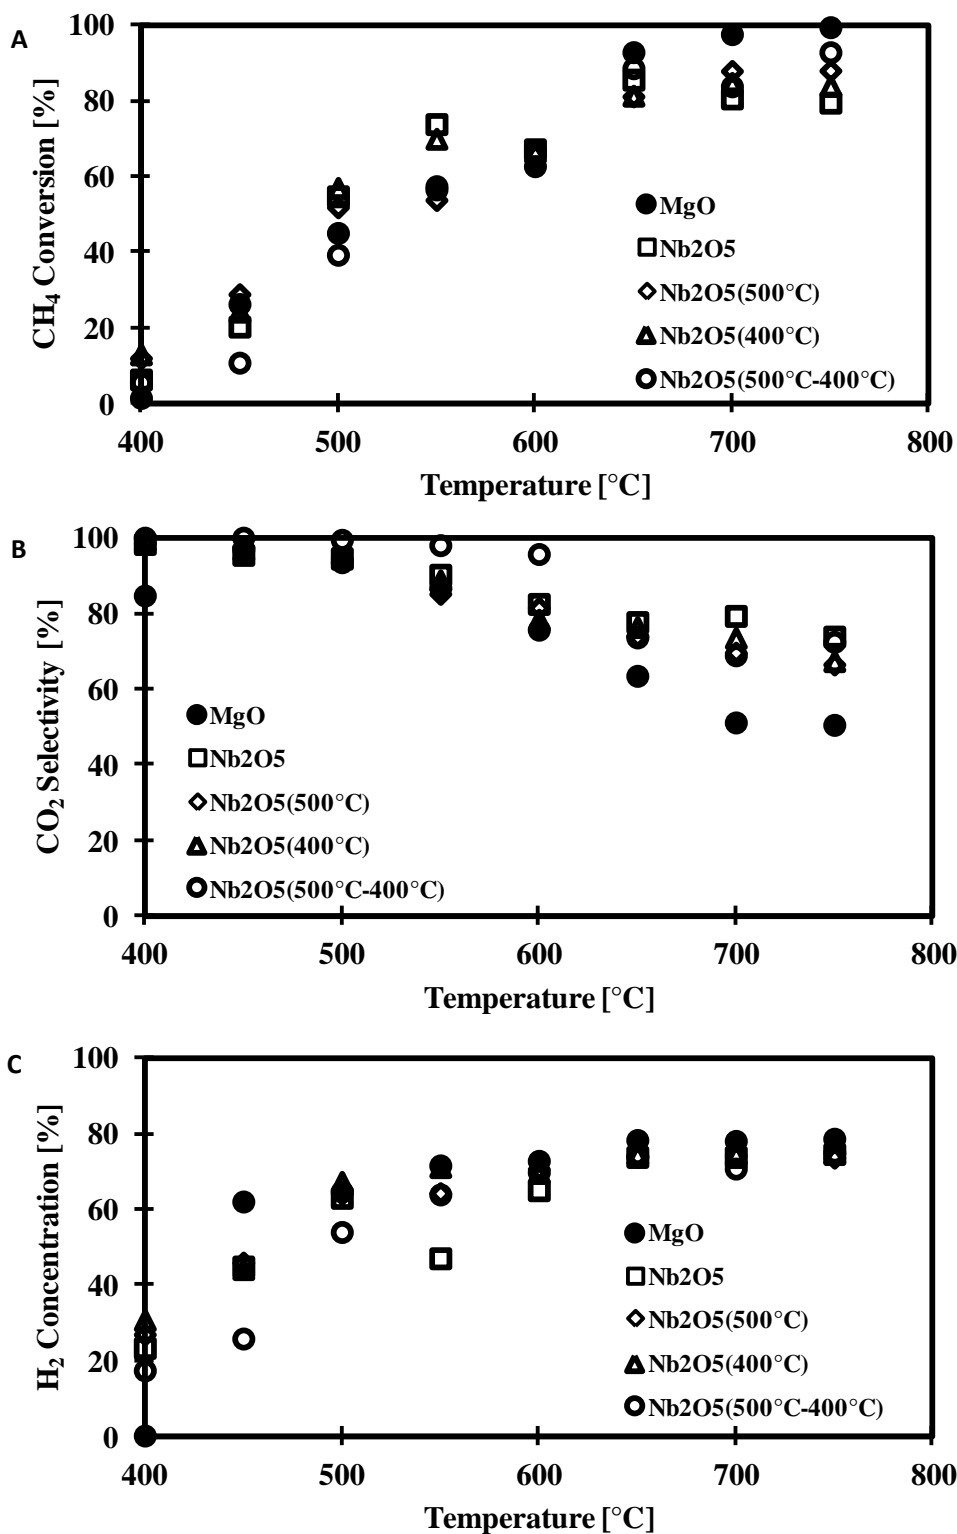 A
100
80
60
40
20
0
CH₄ Conversion [%]
MgO
Nb2O5
Nb2O5(500°C)
Nb2O5(400°C)
Nb2O5(500°C-400°C)
400 500 600 700 800
Temperature [°C]
B
100
80
60
40
20
0
CO₂ Selectivity [%]
MgO
Nb2O5
Nb2O5(500°C)
Nb2O5(400°C)
Nb2O5(500°C-400°C)
400 500 600 700 800
Temperature [°C]
C
100
80
60
40
20
0
H₂ Concentration [%]
MgO
Nb2O5
Nb2O5(500°C)
Nb2O5(400°C)
Nb2O5(500°C-400°C)
400 500 600 700 800
Temperature [°C]